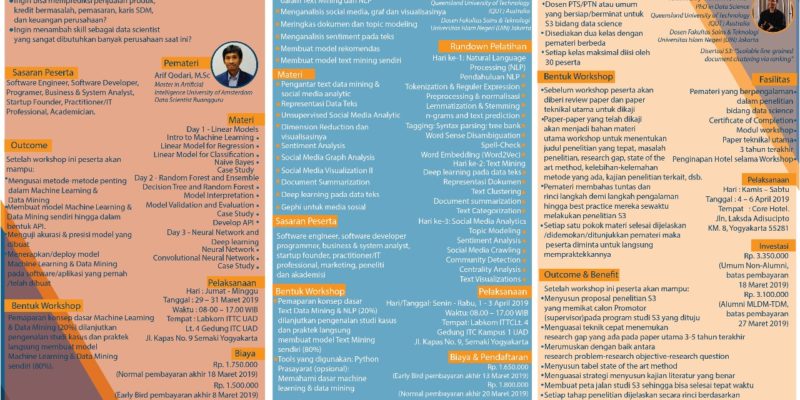 Ingin bisa memprediksi penjualan produk,
kredit bermasalah, pemasaran, karis SDM,
dan keuangan perusahaan?
•Ingin menambah skill sebagai data scientist
yang sangat dibutuhkan banyak perusahaan saat ini?
Sasaran Peserta
Software Engineer, Software Developer,
Programer, Business & System Analyst,
Startup Founder, Practitioner/IT
Professional, Academician.
Pemateri
Arif Qodari, M.Sc
Master in Artificial
Intelligence University of Amsterdam
Data Scientist Ruangguru
Outcome
Setelah workshop ini peserta akan
mampu:
•Mengusai metode-metode penting
dalam Machine Learning &
Data Mining
•Membuat model Machine Learning &
Data Mining sendiri hingga dalam
bentuk API.
•Menguji akurasi & presisi model yang
dibuat
•Menerapkan/deploy model
Machine Learning & Data Mining
pada software/aplikasi yang pernah
/telah dibuat
Materi
Day 1 - Linear Models
Intro to Machine Learning •
Linear Model for Regression •
Linear Model for Classification •
Naive Bayes •
Case Study •
Day 2 - Random Forest and Ensemble
Decision Tree and Random Forest •
Model Interpretation •
Model Validation and Evaluation •
Case Study •
Develop API •
Day 3 - Neural Network and
Deep learning
Neural Network •
Convolutional Neural Network •
Case Study •
Bentuk Workshop
•Pemaparan konsep dasar Machine Learning
& Data Mining (20% dilanjutkan
pengenalan studi kasus dan praktek
langsung membuat model
Machine Learning & Data Mining
sendiri (80%).
Pelaksanaan
Hari : Jumat - Minggu
Tanggal : 29 – 31 Maret 2019
Waktu : 08 – 17.00 WIB
Tempat: Labkom ITTC UAD
Lt. 4 Gedung ITC UAD
Jl. Kapas No. 9 Semaki Yogyakarta
Biaya
Rp. 1.750.000
(Normal pembayaran akhir 18 Maret 2019)
Rp. 1.500.000
(Early Bird pembayaran akhir 8 Maret 2019)
dalam Text Mining dan NLP
•Menganalisis social media, graf dan visualisasinya
•Meringkas dokumen dan topic modeling
•Menganalisis sentimen pada teks
•Membuat model rekomendas
•Membuat model text mining sendiri
Queensland University of Technology
(QUT) Australia
Dosen Fakultas Sains & Teknologi
Universitas Islam Negeri (UIN) Jakarta
Materi
•Pengantar text data mining &
social media analytic
•Representasi Data Teks
•Unsupervised Social Media Analytic
•Dimension Reduction dan
visualisasinya
•Sentiment Analysis
•Social Media Graph Analysis
•Social Media Visualization II
•Document Summarization
•Deep learning pada data teks
•Gephi untuk media sosial
Rundown Pelatihan
Hari ke-1: Natural Language
Processing (NLP)
Pendahuluan NLP
Tokenization & Reguler Expression
Preprocessing & normalisasi
Lemmatization & Stemming
n-grams and text prediction
Tagging: Syntax parsing: tree bank
Word Sense Disambiguation
Spell-Check
Word Embedding (Word2Vec)
Hari ke-2: Text Mining
Deep learning pada data teks
Representasi Dokumen
Text Clustering
Document summarization
Text Categorization
Hari ke-3: Social Media Analytics
Topic Modeling
Sentiment Analysis
Social Media Crawling
Community Detection
Centrality Analysis
Text Visualizations
Sasaran Peserta
Software engineer, software developer
programmer, business & system analyst,
startup founder, practitioner/IT
professional, marketing, peneliti
dan akademisi
Bentuk Workshop
•Pemaparan konsep dasar
Text Data Mining & NLP (20%)
dilanjutkan pengenalan studi kasus
dan praktek langsung
membuat model Text Mining
sendiri (80%)
•Tools yang digunakan: Python
Prasayarat (opsional):
Memahami dasar machine
learning & data mining
Pelaksanaan
Hari/Tanggal: Senin - Rabu, 1 - 3 April 2019
Waktu: 08.00 – 17.00 WIB
Tempat: Labkom ITTCLt. 4
Gedung ITC Kampus 1 UAD
Jl. Kapas No. 9, Semaki, Yogyakarta
Biaya & Pendaftaran
Rp. 1.650.000
(Early Bird pembayaran akhir 13 Maret 2019)
Rp. 1.800.000
(Normal pembayaran akhir 20 Maret 2019)
•Dosen PTS/PTN atau umum
yang bersiap/berminat untuk
S3 bidang data science
•Disediakan dua kelas dengan
pemateri berbeda
•Setiap kelas maksimal diisi oleh
30 peserta
PhD in Data Science
Queensland University of Technology
(QUT) Australia
Dosen Fakultas Sains & Teknologi
Universitas Islam Negeri (UIN) Jakarta
Disertasi S3: "Scalable fine grained
document clustering via ranking".
Bentuk Workshop
•Sebelum workshop peserta akan
diberi review paper dan paper
teknikal utama untuk dikaji
•Paper-paper yang telah dikaji
akan menjadi bahan materi
utama workshop untuk menentukan
judul penelitian yang tepat, masalah
penelitian, research gap, state of the
art method, kelebihan-kelemahan
metode yang ada, kajian penelitian terkait, dsb.
•Pemateri membahas tuntas dan
rinci langkah demi langkah pengalaman
hingga best practice mereka sewaktu
melakukan penelitian S3
•Setiap satu pokok materi selesai dijelaskan
/didemokan/ditunjukkan pemateri maka
peserta diminta untuk langsung
mempraktekkannya
Fasilitas
Pemateri yang berpengalaman
dalam penelitian
bidang data science
Certificate of Completion
Modul workshop
Paper teknikal utama
3 tahun terakhir
Penginapan Hotel selama Workshop
Pelaksanaan
Hari : Kamis – Sabtu
Tanggal : 4 – 6 April 2019
Tempat : Core Hotel.
Jln, Laksda Adisucipto
KM. 8, Yogyakarta 55281
Investasi
Rp. 3.350.000
(Umum Non-Alumni,
batas pembayaran
18 Maret 2019)
Rp. 3.100.000
(Alumni MLDM-TDM,
batas pembayaran
27 Maret 2019)
Outcome & Benefit
Setelah workshop ini peserta akan mampu:
•Menyusun proposal penelitian S3
yang memikat calon Promotor
(supervisor)pada program studi S3 yang dituju
•Menguasai teknik cepat menemukan
research gap yang ada pada paper utama 3-5 tahun terakhir
•Merumuskan dengan baik antara
research problem-research objective-research question
•Menyusun tabel state of the art method
•Menguasai strategi menyusun kajian literatur yang benar
•Membuat peta jalan studi S3 sehingga bisa selesai tepat waktu
•Setiap tahap penelitian dijelaskan secara rinci berdasarkan